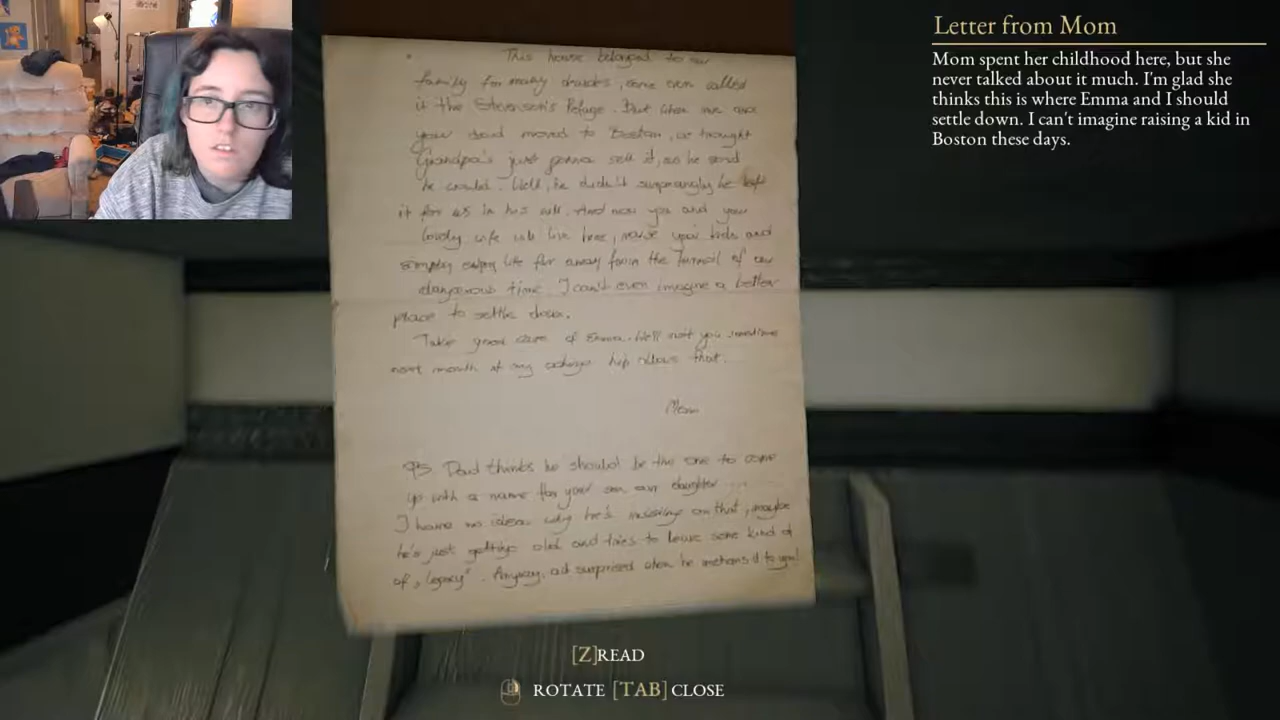 Letter from Mom
Mom spent her childhood here, but she
never talked about it much. I'm glad she
thinks this is where Emma and I should
settle down. I can't imagine raising a kid in
Boston these days.
This house belonged to our
family for many decades, some even called
it the Stevenson's Refuge. But when me and
your dad moved to Boston, we thought
Grandpa's just gonna sell it, as he said
he would. Well, he didn't surprisingly he left
it for us in his will. And now you and your
lovely wife will live here, raise your kids and
simply enjoy life far away from the turmoil of our
dangerous time. I can't even imagine a better
place to settle down.
Take good care of Emma. We'll visit you sometime
next month if my aching hip allows that.
Mom
PS. Dad thinks he should be the one to come
up with a name for your son our daughter
I have no idea why he's insisting on that, maybe
he's just getting old and tries to leave some kind of
of „legacy". Anyway, act surprised when he mentions it to you!
[Z]READ
ROTATE [TAB] CLOSE